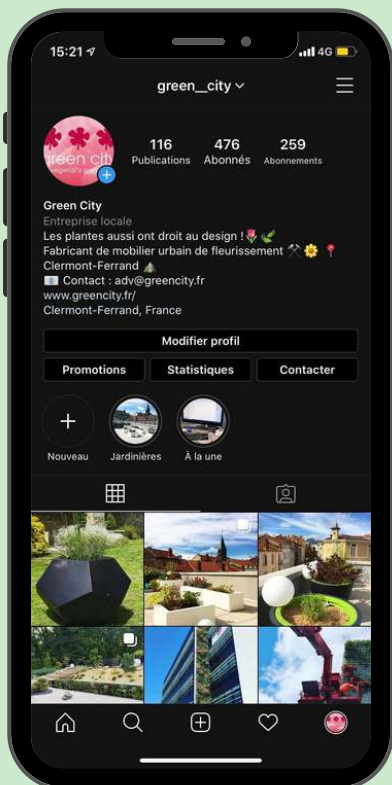 15:21
4G
green__city
green city
116 476 259
Publications Abonnés Abonnements
Green City
Entreprise locale
Les plantes aussi ont droit au design !🌷🌿
Fabricant de mobilier urbain de fleurissement ⚒🌼📍
Clermont-Ferrand ⛰
📧 Contact : adv@greencity.fr
www.greencity.fr/
Clermont-Ferrand, France
Modifier profil
Promotions Statistiques Contacter
Nouveau Jardinières À la une